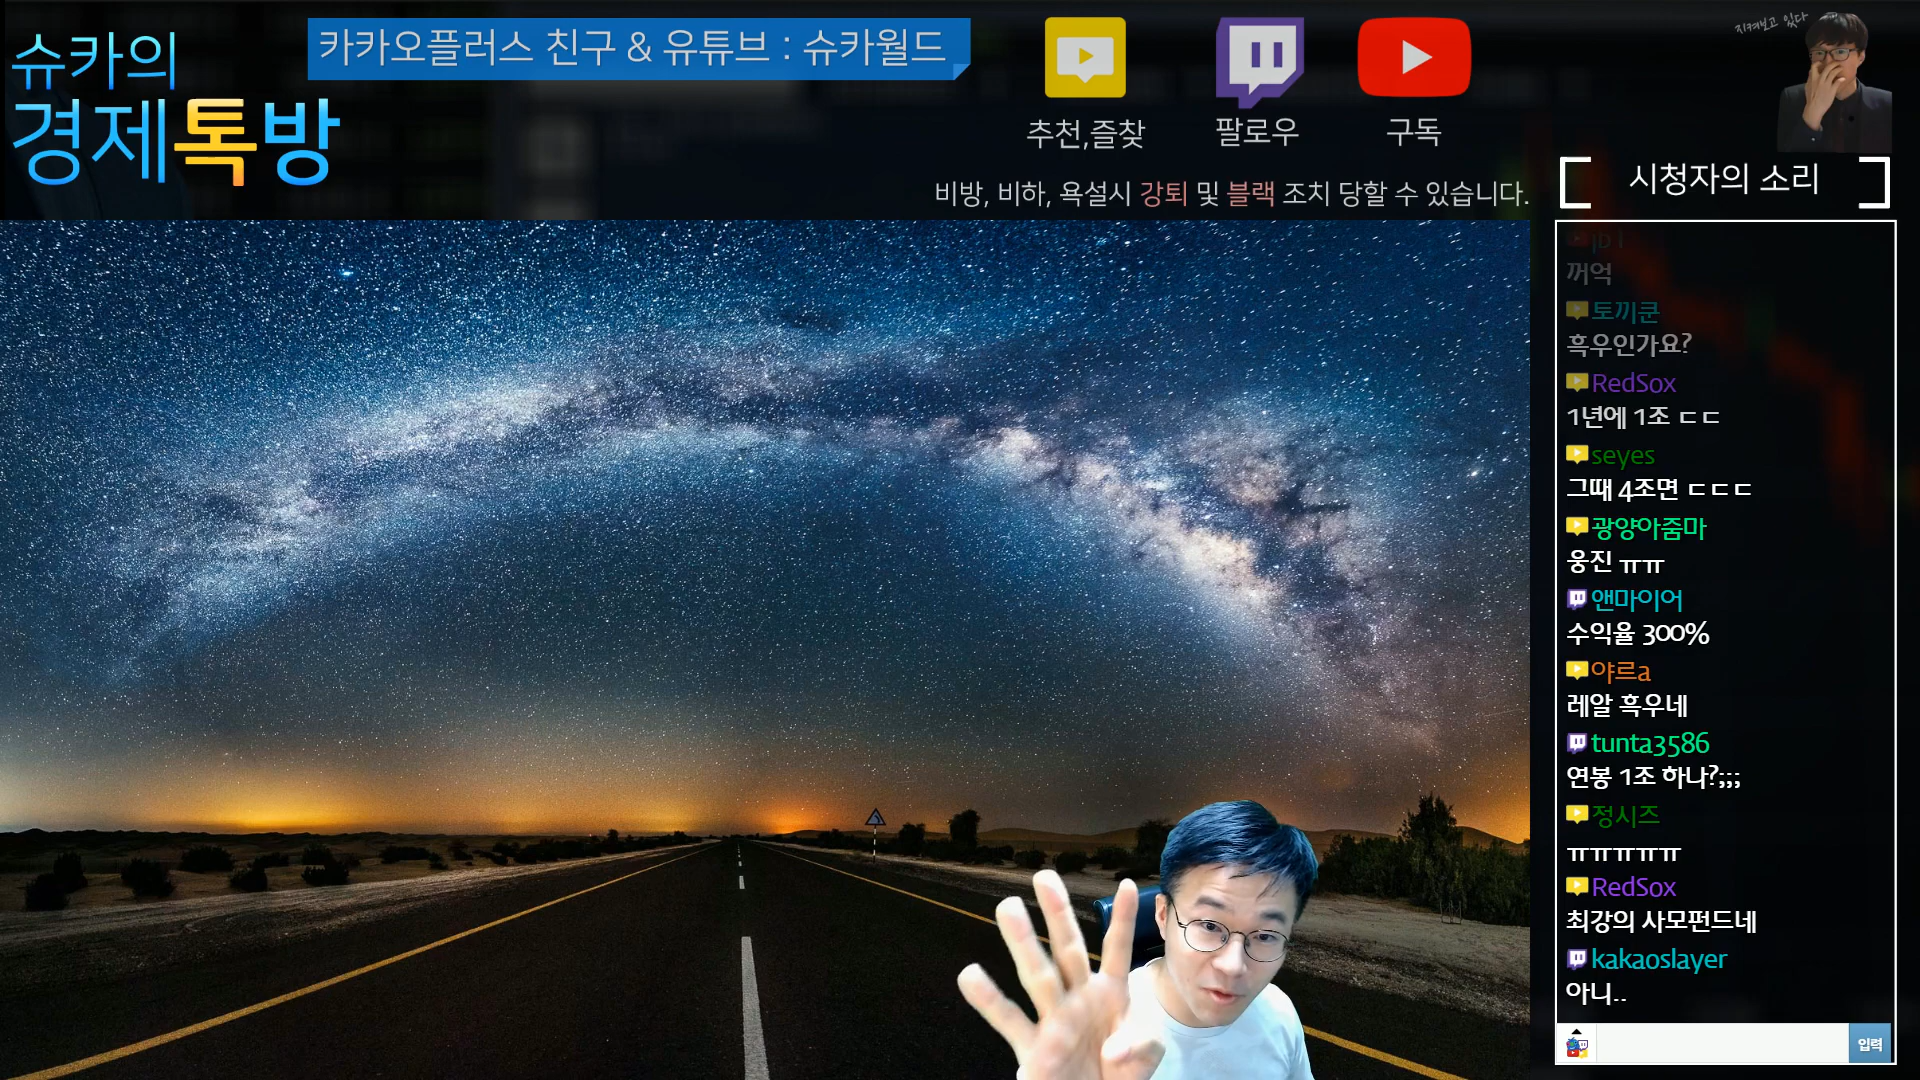 슈카의
경제톡방
카카오플러스 친구 & 유튜브 : 슈카월드
추천,즐찾
팔로우
구독
비방, 비하, 욕설시 강퇴 및 블랙 조치 당할 수 있습니다.
지켜보고 있다
시청자의 소리
꺼억
토끼쿤
흑우인가요?
RedSox
1년에 1조 ㄷㄷ
seyes
그때 4조면 ㄷㄷㄷ
광양아줌마
웅진 ㅠㅠ
앤마이어
수익율 300%
야르a
레알 흑우네
tunta3586
연봉 1조 하나?;;;
정시즈
ㅠㅠㅠㅠㅠ
RedSox
최강의 사모펀드네
kakaoslayer
아니..
입력